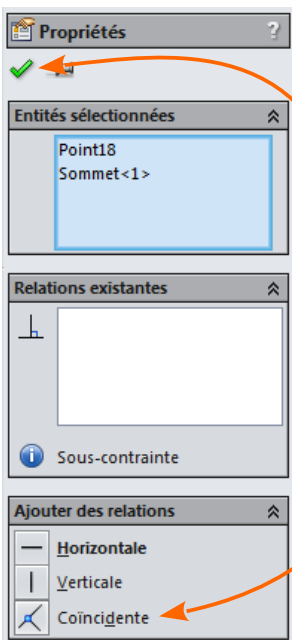 Propriétés ?
Entités sélectionnées
Point18
Sommet<1>
Relations existantes
Sous-contrainte
Ajouter des relations
Horizontale
Verticale
Coïncidente